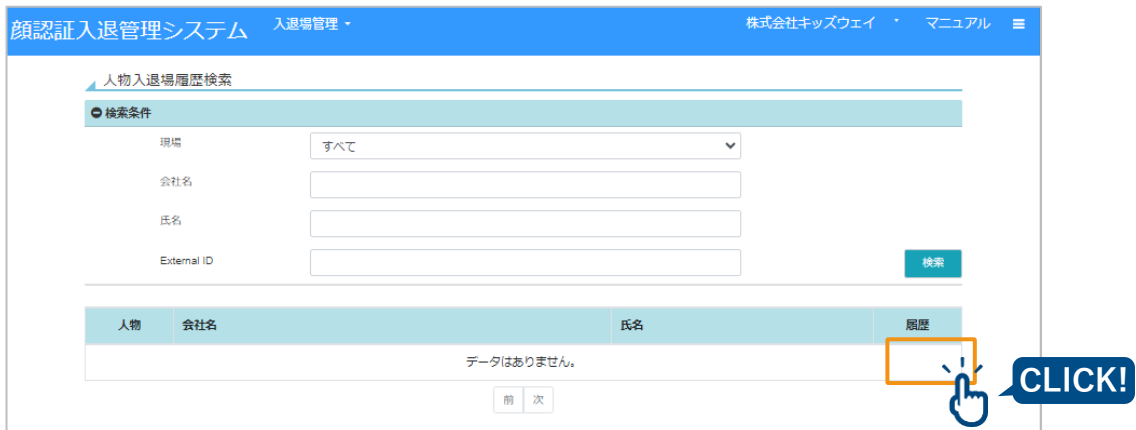 顔認証入退管理システム 入退場管理 株式会社キッズウェイ マニュアル
人物入退場履歴検索
検索条件
現場 すべて
会社名
氏名
External ID 検索
人物 会社名 氏名 履歴
データはありません。
前 次
CLICK!